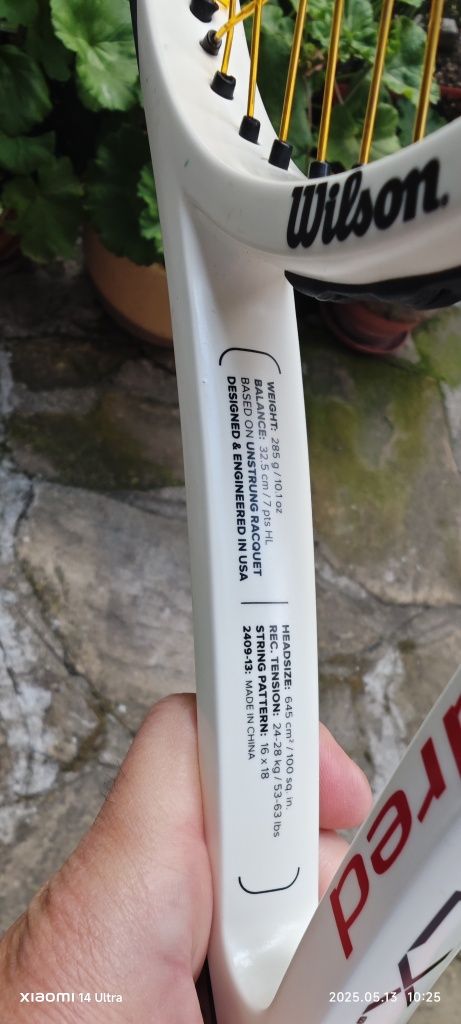 Wilson.
WEIGHT: 285 g / 10.1 oz
BALANCE: 32.5 cm / 7 pts HL
BASED ON UNSTRUNG RACQUET
DESIGNED & ENGINEERED IN USA
HEADSIZE: 645 cm² / 100 sq. in.
REC. TENSION: 24-28 kg / 53-63 lbs
STRING PATTERN: 16 x 18
2409-13: MADE IN CHINA
red
XIAOMI 14 Ultra
2025.05.13 10:25